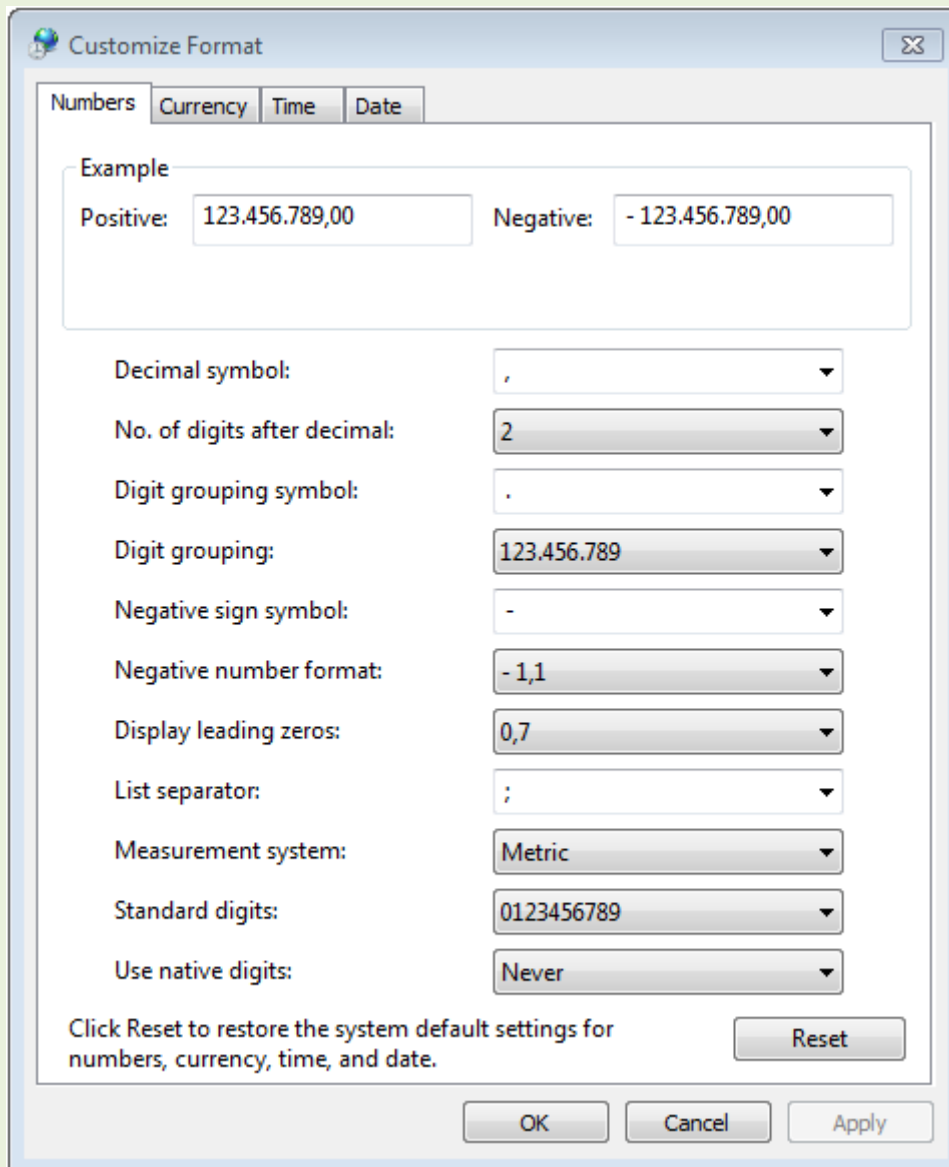 Customize Format
Numbers Currency Time Date
Example
Positive: 123.456.789,00 Negative: - 123.456.789,00
Decimal symbol: ,
No. of digits after decimal: 2
Digit grouping symbol: .
Digit grouping: 123.456.789
Negative sign symbol: -
Negative number format: - 1,1
Display leading zeros: 0,7
List separator: ;
Measurement system: Metric
Standard digits: 0123456789
Use native digits: Never
Click Reset to restore the system default settings for
numbers, currency, time, and date.
Reset
OK Cancel Apply